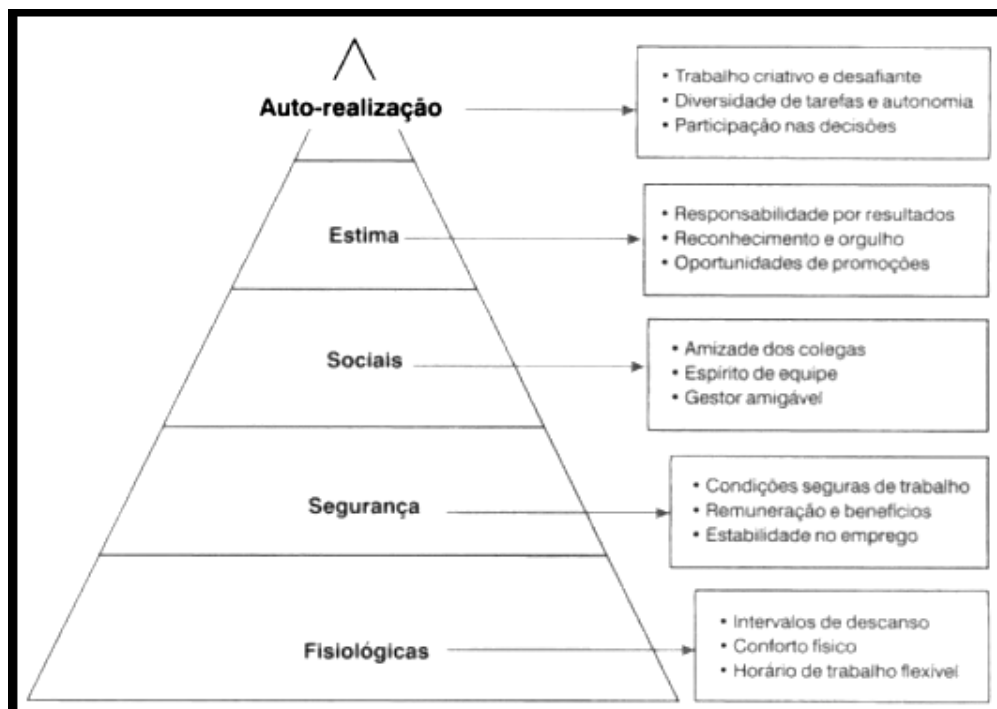 Auto-realização
• Trabalho criativo e desafiante
• Diversidade de tarefas e autonomia
• Participação nas decisões
Estima
• Responsabilidade por resultados
• Reconhecimento e orgulho
• Oportunidades de promoções
Sociais
• Amizade dos colegas
• Espírito de equipe
• Gestor amigável
Segurança
• Condições seguras de trabalho
• Remuneração e benefícios
• Estabilidade no emprego
Fisiológicas
• Intervalos de descanso
• Conforto físico
• Horário de trabalho flexível